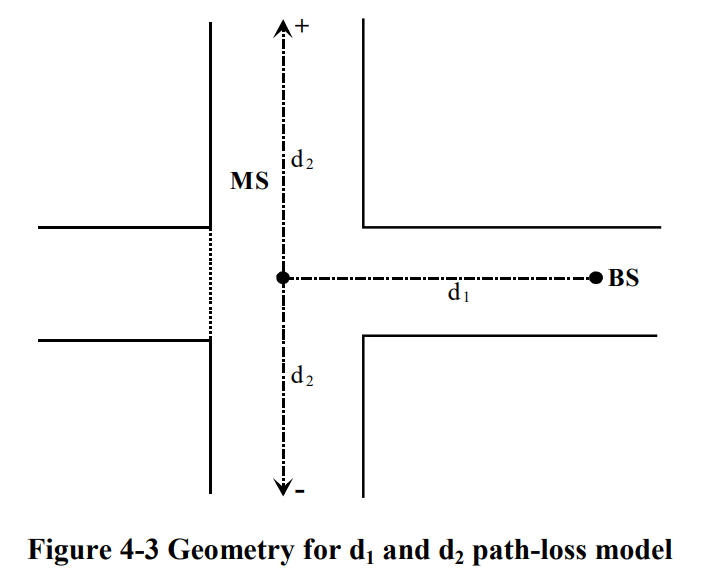 +
d₂
MS
BS
d₁
d₂
-
Figure 4-3 Geometry for d₁ and d₂ path-loss model